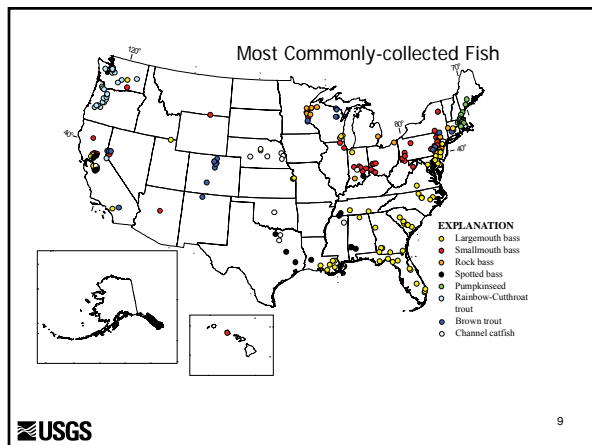 Most Commonly-collected Fish
120°
70°
40°
80°
40°
EXPLANATION
Largemouth bass
Smallmouth bass
Rock bass
Spotted bass
Pumpkinseed
Rainbow-Cutthroat
trout
Brown trout
Channel catfish
USGS
9